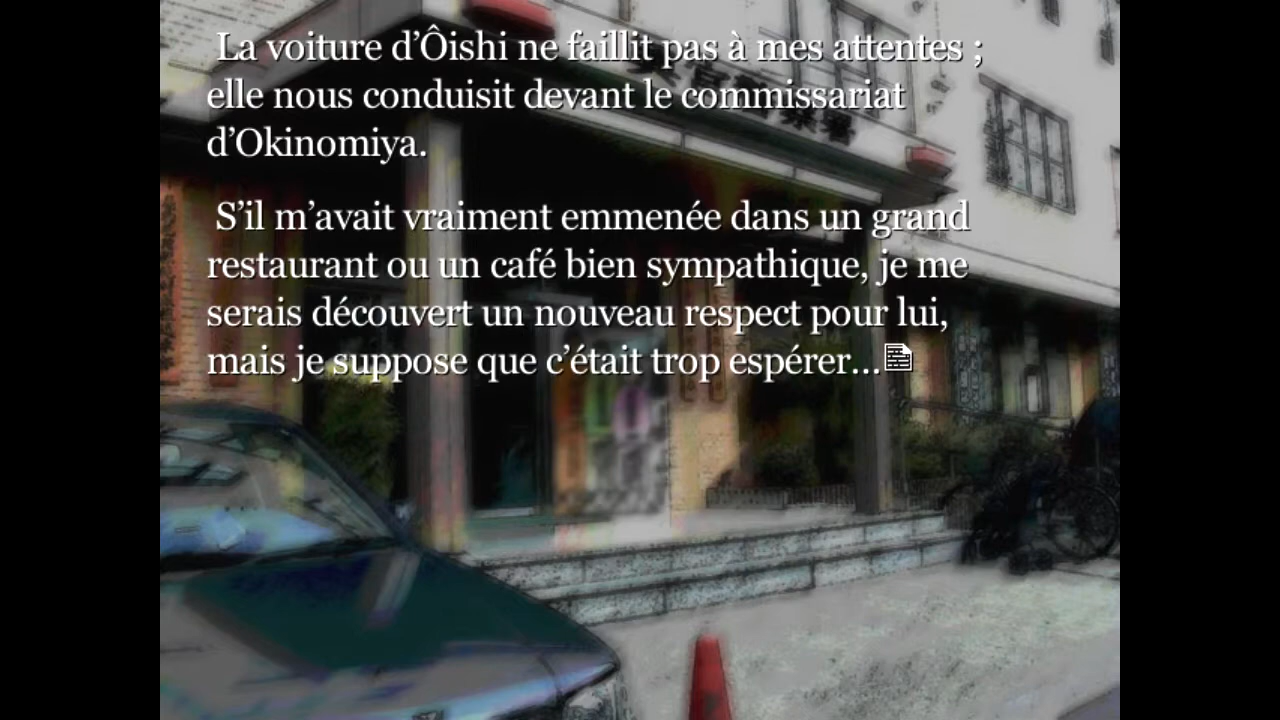 La voiture d’Ôishi ne faillit pas à mes attentes ;
elle nous conduisit devant le commissariat
d’Okinomiya.
S’il m’avait vraiment emmenée dans un grand
restaurant ou un café bien sympathique, je me
serais découvert un nouveau respect pour lui,
mais je suppose que c’était trop espérer…